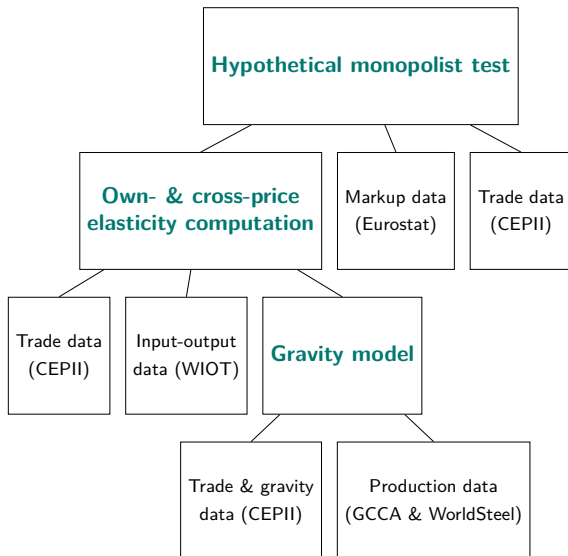 Hypothetical monopolist test
Own- & cross-price
elasticity computation
Markup data
(Eurostat)
Trade data
(CEPII)
Trade data
(CEPII)
Input-output
data (WIOT)
Gravity model
Trade & gravity
data (CEPII)
Production data
(GCCA & WorldSteel)